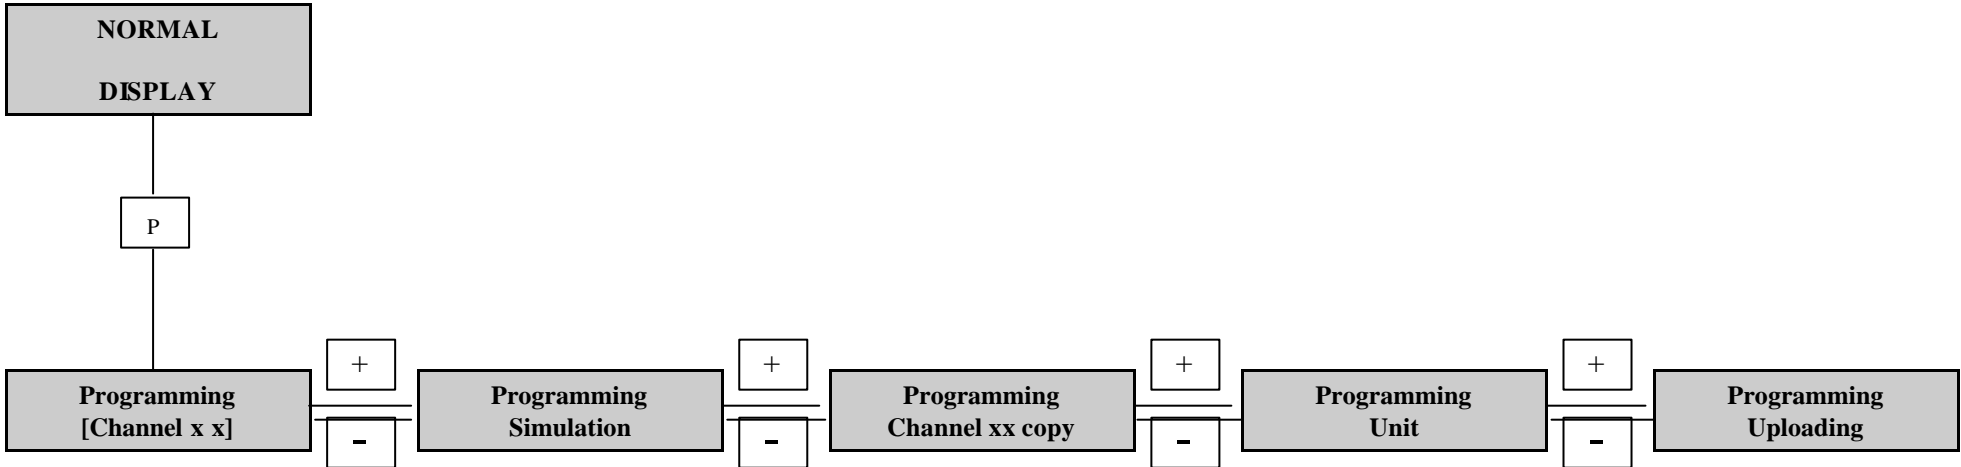 NORMAL
DISPLAY
P
+
+
+
+
Programming
[Channel x x]
Programming
Simulation
Programming
Channel xx copy
Programming
Unit
Programming
Uploading
-
-
-
-